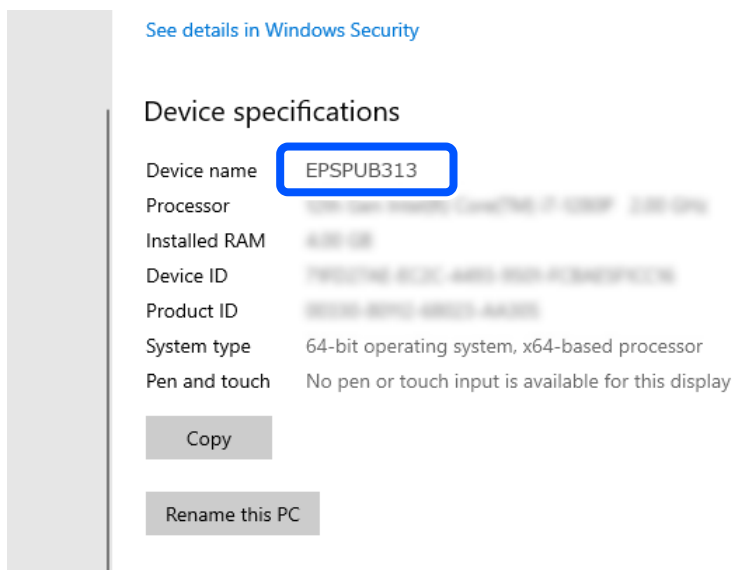 See details in Windows Security
Device specifications
Device name EPSPUB313
Processor
Installed RAM
Device ID
Product ID
System type 64-bit operating system, x64-based processor
Pen and touch No pen or touch input is available for this display
Copy
Rename this PC